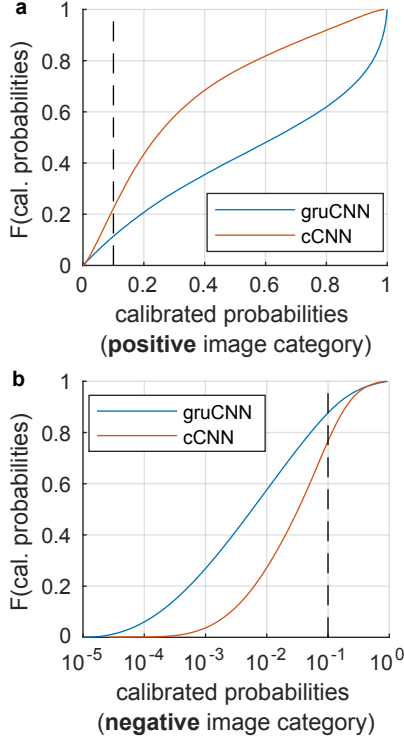 a
1
0.8
0.6
0.4
0.2
0
F(cal. probabilities)
gruCNN
cCNN
0 0.2 0.4 0.6 0.8 1
calibrated probabilities
(positive image category)
b
1
0.8
0.6
0.4
0.2
0
F(cal. probabilities)
gruCNN
cCNN
10^-5 10^-4 10^-3 10^-2 10^-1 10^0
calibrated probabilities
(negative image category)